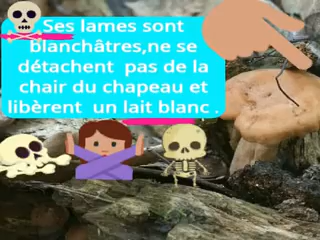 Ses lames sont
blanchâtres,ne se
détachent pas de la
chair du chapeau et
libèrent un lait blanc .